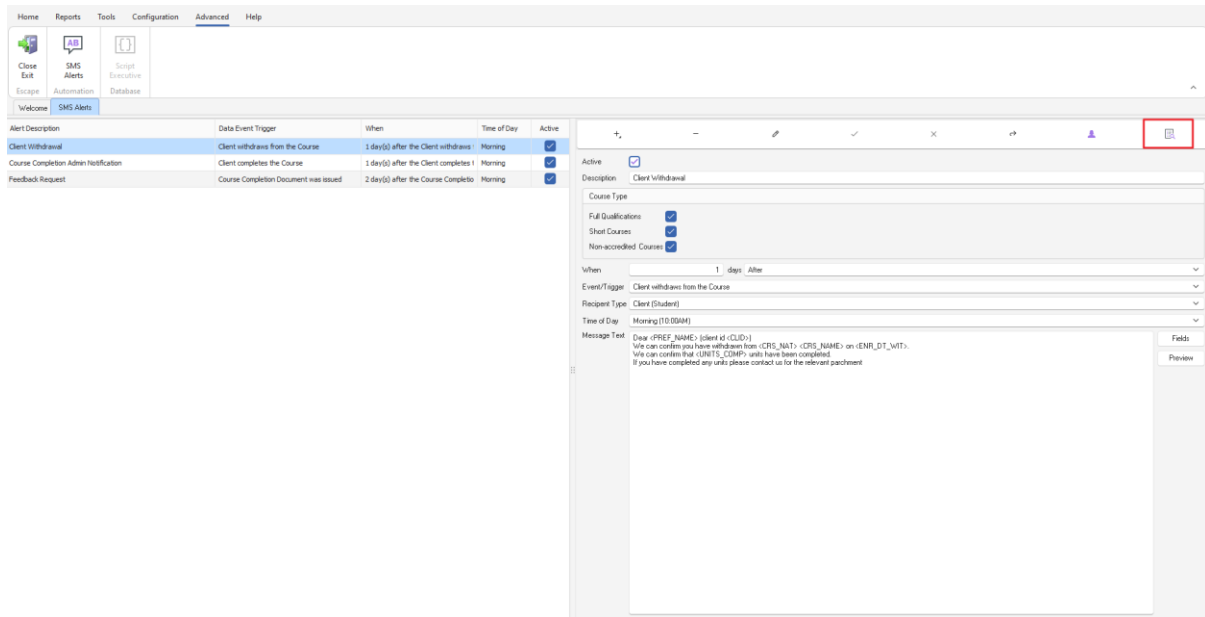 Home Reports Tools Configuration Advanced Help
Close Exit
AB
SMS Alerts
Script Executive
Escape Automation Database
Welcome SMS Alerts
Alert Description Data Event Trigger When Time of Day Active
Client Withdrawal Client withdraws from the Course 1 day(s) after the Client withdraws Morning
Course Completion Admin Notification Client completes the Course 1 day(s) after the Client completes t Morning
Feedback Request Course Completion Document was issued 2 day(s) after the Course Completio Morning
Active
Description Client Withdrawal
Course Type
Full Qualifications
Short Courses
Non-accredited Courses
When 1 days After
Event/Trigger Client withdraws from the Course
Recipient Type Client (Student)
Time of Day Morning (10:00AM)
Message Text Dear <PREF_NAME> (client id <CLID>)
We can confirm you have withdrawn from <CRS_NAT> <CRS_NAME> on <ENR_DT_WIT>.
We can confirm that <UNITS_COMP> units have been completed.
If you have completed any units please contact us for the relevant parchment
Fields
Preview